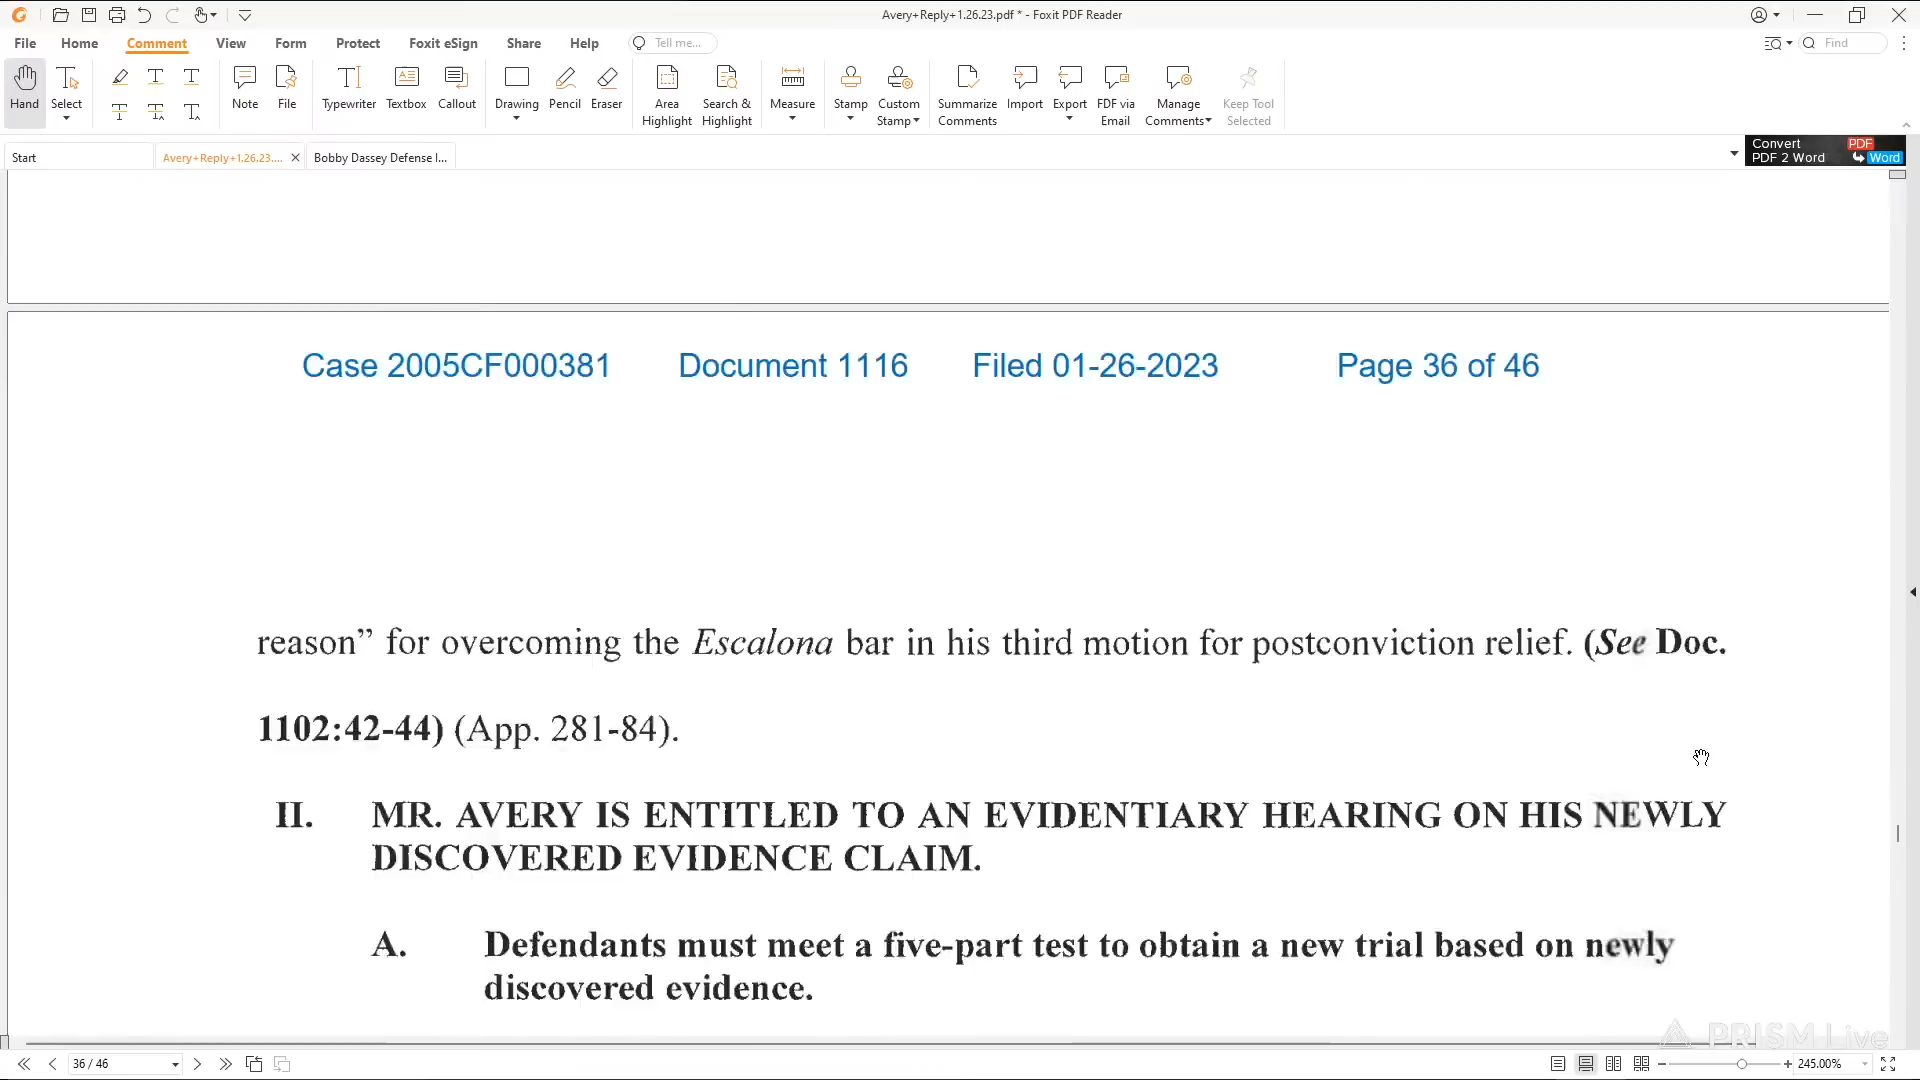 Avery+Reply+1.26.23.pdf * - Foxit PDF Reader
File Home Comment View Form Protect Foxit eSign Share Help Tell me... Find
Hand Select Note File Typewriter Textbox Callout Drawing Pencil Eraser Area Highlight Search & Highlight Measure Stamp Custom Stamp Summarize Comments Import Export FDF via Email Manage Comments Keep Tool Selected
Start Avery+Reply+1.26.23.... Bobby Dassey Defense I... Convert PDF 2 Word PDF Word
Case 2005CF000381 Document 1116 Filed 01-26-2023 Page 36 of 46
reason” for overcoming the Escalona bar in his third motion for postconviction relief. (See Doc.
1102:42-44) (App. 281-84).
II. MR. AVERY IS ENTITLED TO AN EVIDENTIARY HEARING ON HIS NEWLY
DISCOVERED EVIDENCE CLAIM.
A. Defendants must meet a five-part test to obtain a new trial based on newly
discovered evidence.
PRISM Live
36 / 46 245.00%